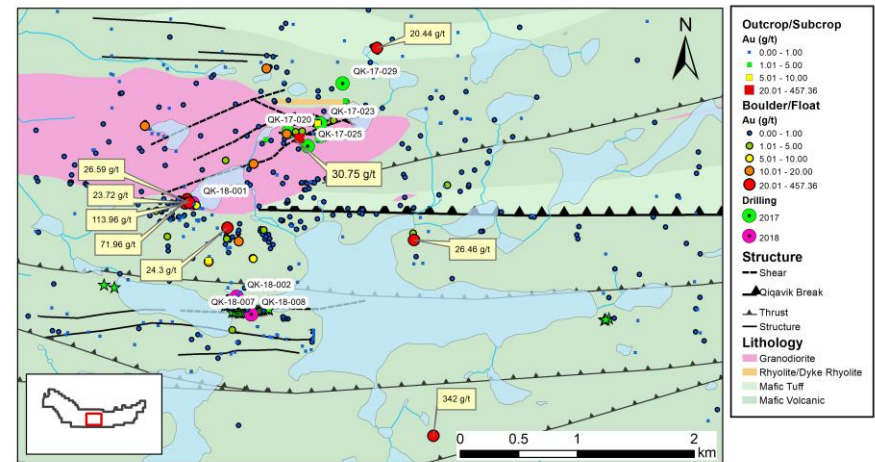 20.44 g/t
N
QK-17-029
QK-17-023
QK-17-020
QK-17-025
30.75 g/t
26.59 g/t
23.72 g/t
113.96 g/t
71.96 g/t
QK-18-001
24.3 g/t
26.46 g/t
QK-18-002
QK-18-007
QK-18-008
342 g/t
0 0.5 1 2
km
Outcrop/Subcrop
Au (g/t)
0.00 - 1.00
1.01 - 5.00
5.01 - 10.00
20.01 - 457.36
Boulder/Float
Au (g/t)
0.00 - 1.00
1.01 - 5.00
5.01 - 10.00
10.01 - 20.00
20.01 - 457.36
Drilling
2017
2018
Structure
Shear
Qiqavik Break
Thrust
Structure
Lithology
Granodiorite
Rhyolite/Dyke Rhyolite
Mafic Tuff
Mafic Volcanic